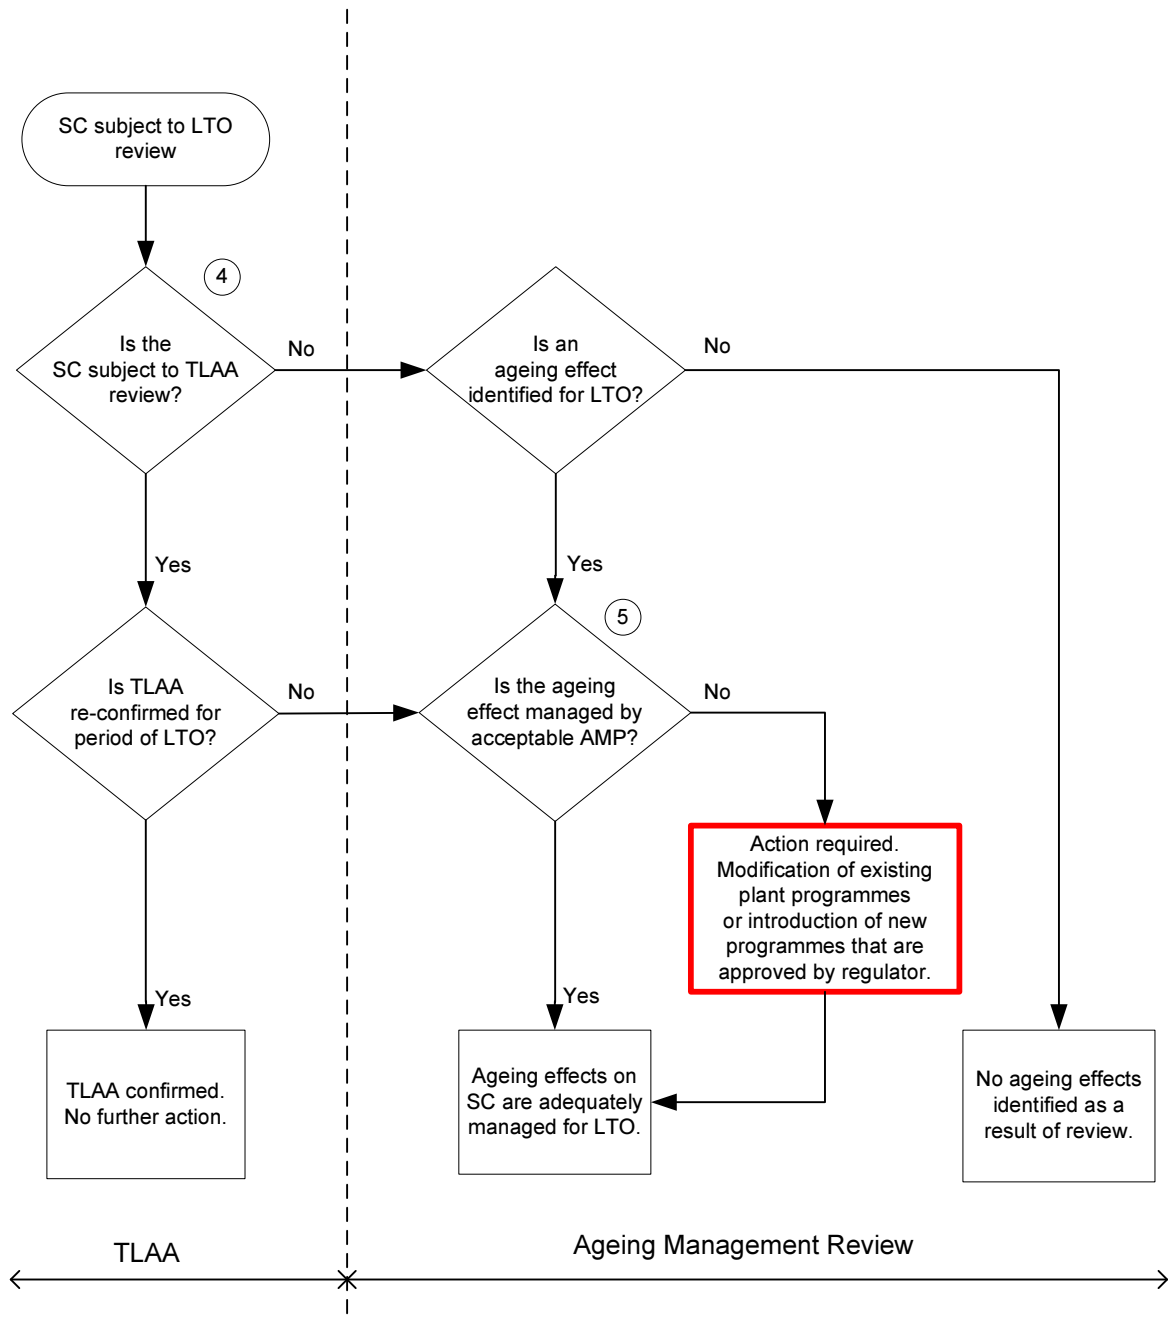 SC subject to LTO
review
4
Is the
SC subject to TLAA
review?
No
Is an
ageing effect
identified for LTO?
No
Yes
Yes
5
Is TLAA
re-confirmed for
period of LTO?
No
Is the ageing
effect managed by
acceptable AMP?
No
Action required.
Modification of existing
plant programmes
or introduction of new
programmes that are
approved by regulator.
Yes
Yes
TLAA confirmed.
No further action.
Ageing effects on
SC are adequately
managed for LTO.
No ageing effects
identified as a
result of review.
TLAA
Ageing Management Review